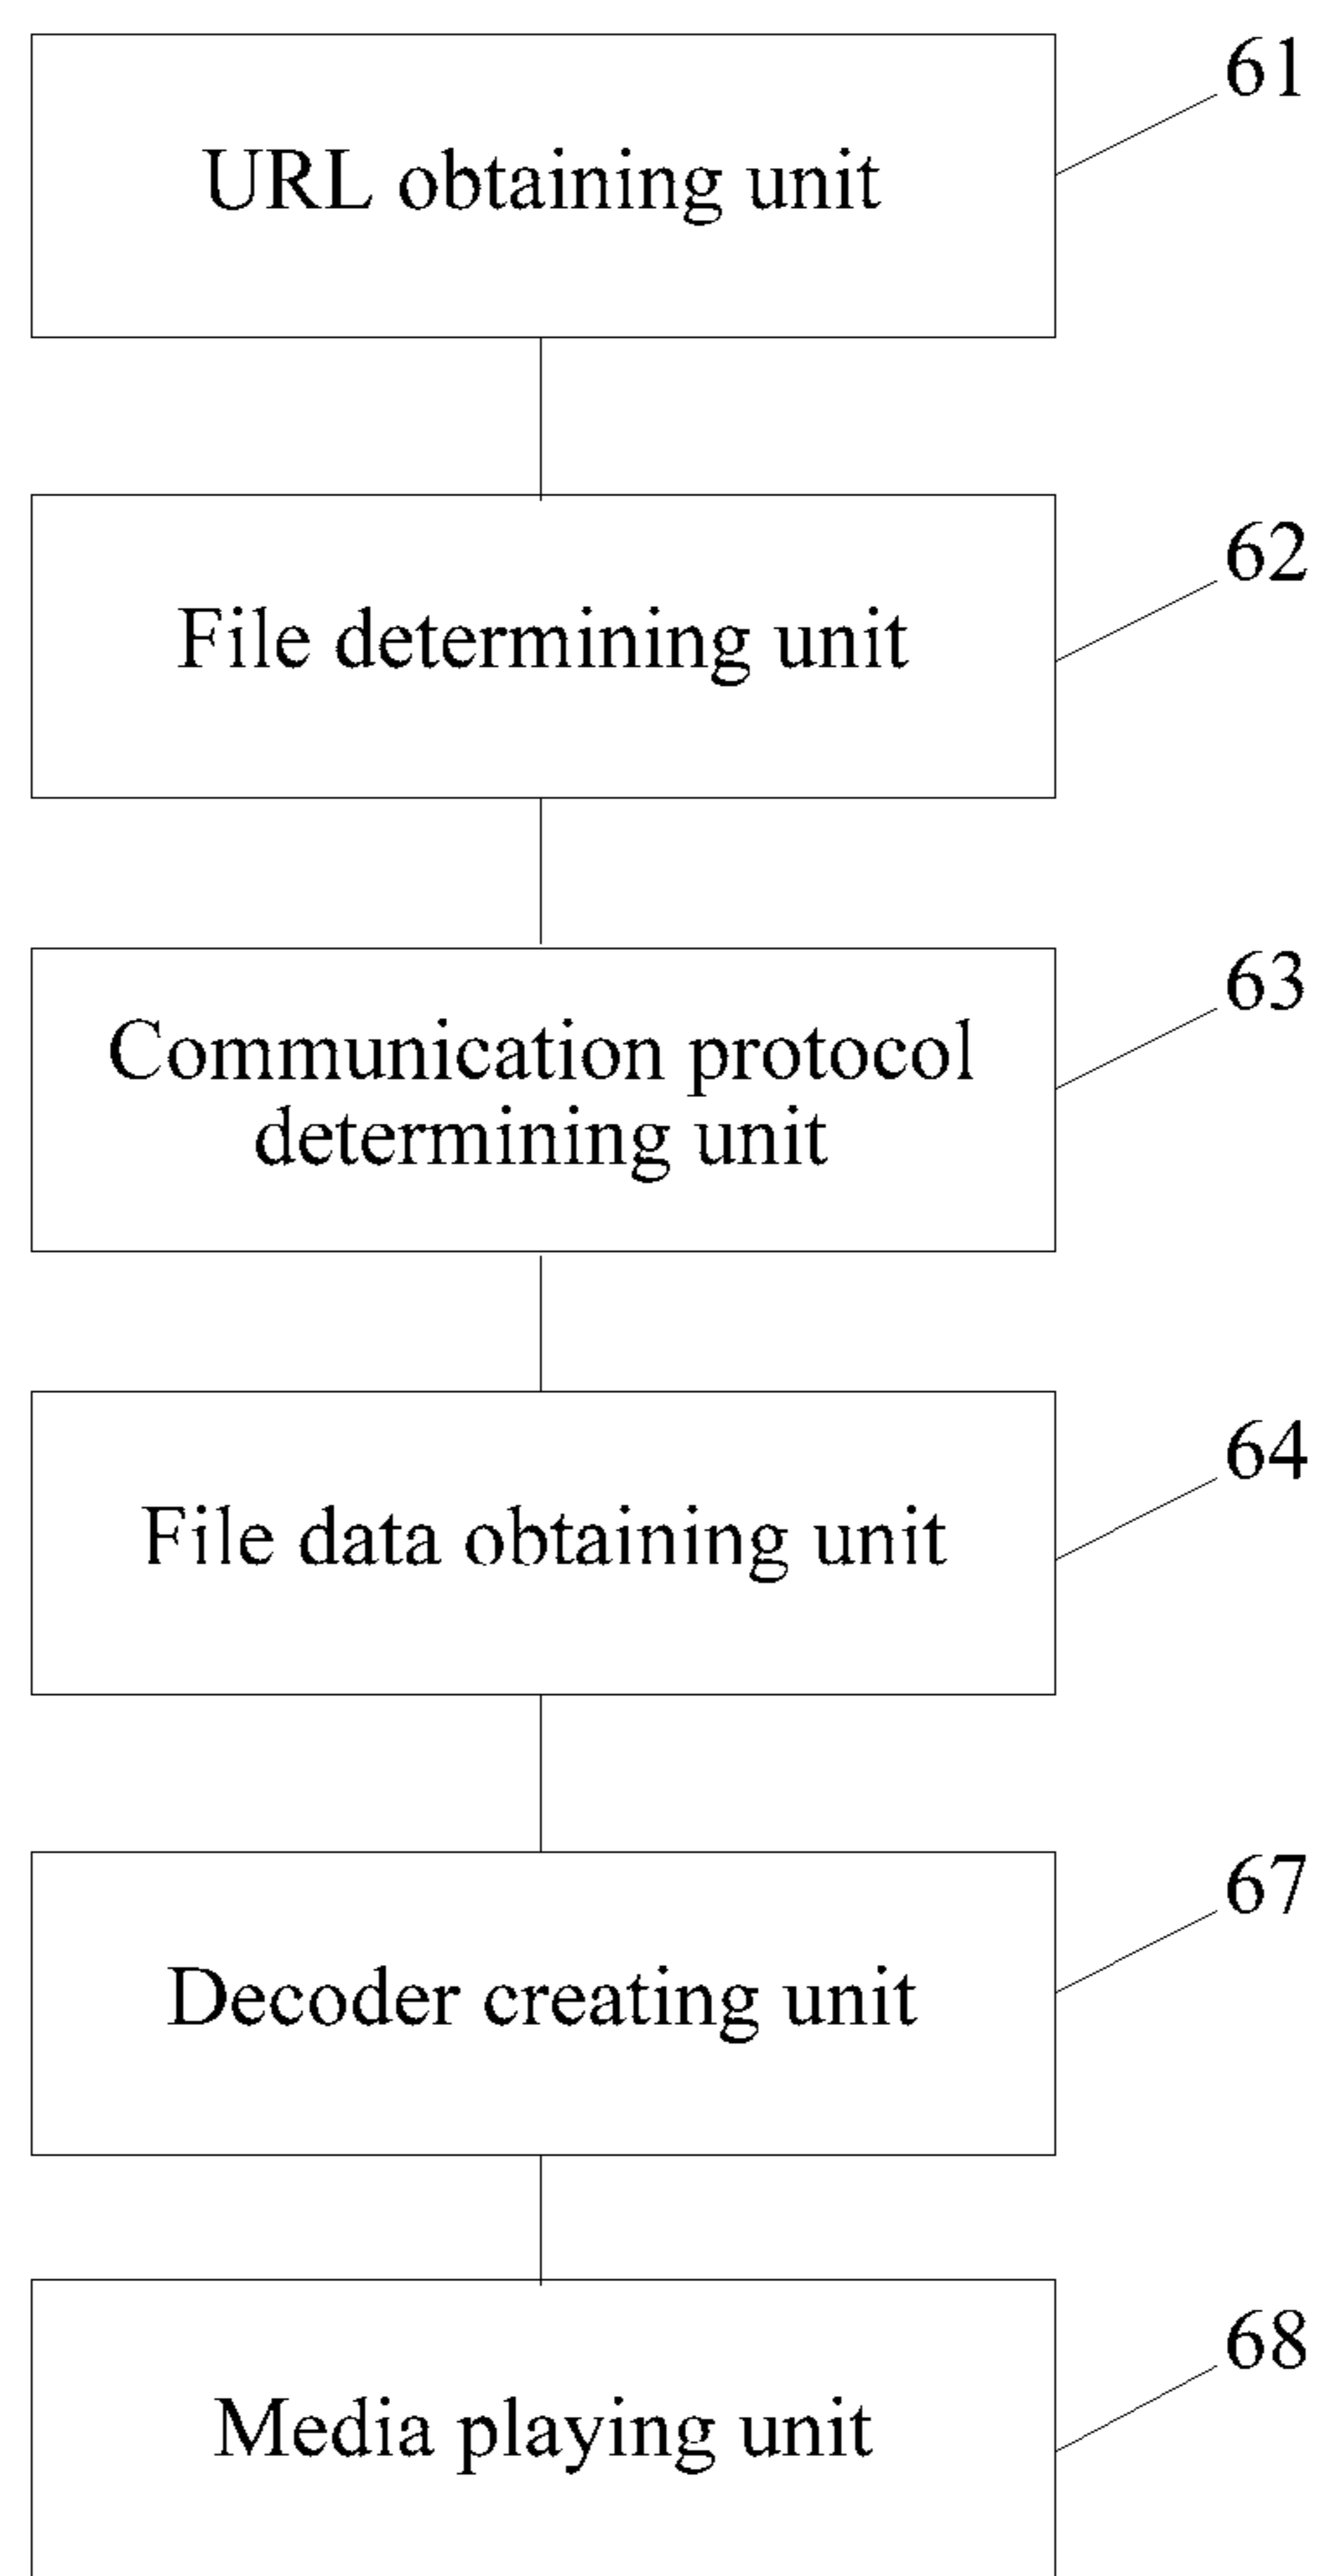 URL obtaining unit
61
File determining unit
62
Communication protocol
determining unit
63
File data obtaining unit
64
Decoder creating unit
67
Media playing unit
68